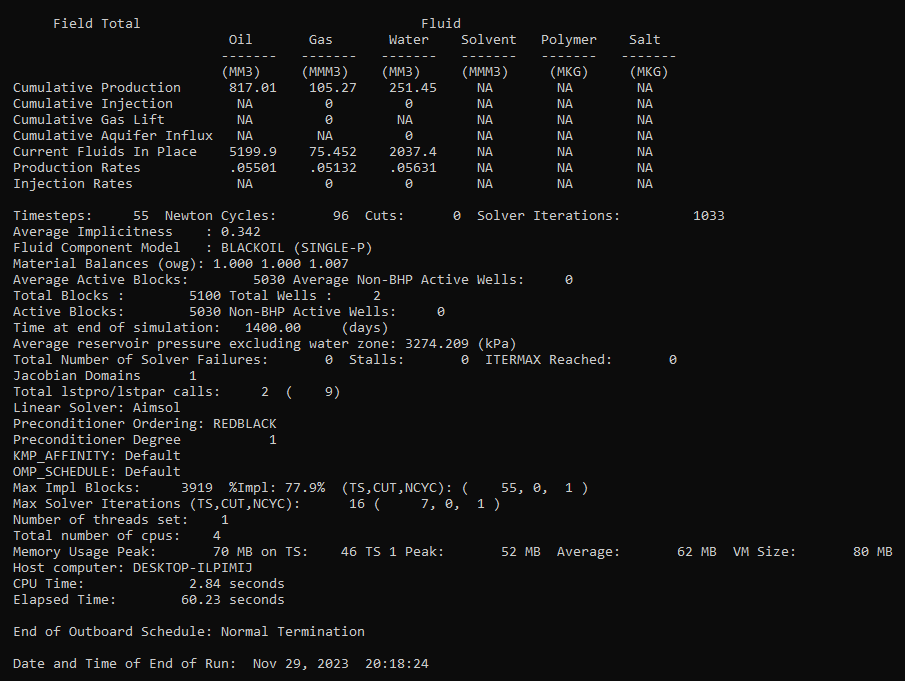 Field Total Fluid
Oil Gas Water Solvent Polymer Salt
------- ------- ------- ------- ------- ------
(MM3) (MMM3) (MM3) (MMM3) (MKG) (MKG)
Cumulative Production 817.01 105.27 251.45 NA NA NA
Cumulative Injection NA 0 0 NA NA NA
Cumulative Gas Lift NA 0 NA NA NA NA
Cumulative Aquifer Influx NA NA 0 NA NA NA
Current Fluids In Place 5199.9 75.452 2037.4 NA NA NA
Production Rates .05501 .05132 .05631 NA NA NA
Injection Rates NA 0 0 NA NA NA
Timesteps: 55 Newton Cycles: 96 Cuts: 0 Solver Iterations: 1033
Average Implicitness : 0.342
Fluid Component Model : BLACKOIL (SINGLE-P)
Material Balances (owg): 1.000 1.000 1.007
Average Active Blocks: 5030 Average Non-BHP Active Wells: 0
Total Blocks : 5100 Total Wells : 2
Active Blocks: 5030 Non-BHP Active Wells: 0
Time at end of simulation: 1400.00 (days)
Average reservoir pressure excluding water zone: 3274.209 (kPa)
Total Number of Solver Failures: 0 Stalls: 0 ITERMAX Reached: 0
Jacobian Domains 1
Total lstpro/lstpar calls: 2 ( 9)
Linear Solver: Aimsol
Preconditioner Ordering: REDBLACK
Preconditioner Degree 1
KMP_AFFINITY: Default
OMP_SCHEDULE: Default
Max Impl Blocks: 3919 %Impl: 77.9% (TS,CUT,NCYC): ( 55, 0, 1 )
Max Solver Iterations (TS,CUT,NCYC): 16 ( 7, 0, 1 )
Number of threads set: 1
Total number of cpus: 4
Memory Usage Peak: 70 MB on TS: 46 TS 1 Peak: 52 MB Average: 62 MB VM Size: 80 MB
Host computer: DESKTOP-ILPIMIJ
CPU Time: 2.84 seconds
Elapsed Time: 60.23 seconds
End of Outboard Schedule: Normal Termination
Date and Time of End of Run: Nov 29, 2023 20:18:24